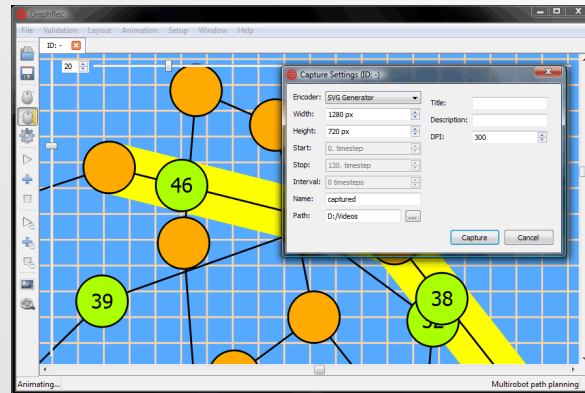 GraphRec
File Validation Layout Animation Setup Window Help
ID: -
20
Capture Settings (ID: -)
Encoder: SVG Generator
Title:
Width: 1280 px
Description:
Height: 720 px
DPI: 300
Start: 0. timestep
Stop: 130. timestep
Interval: 0 timesteps
Name: captured
Path: D:/videos ...
Capture Cancel
46
39
38
32
Animating...
Multirobot path planning